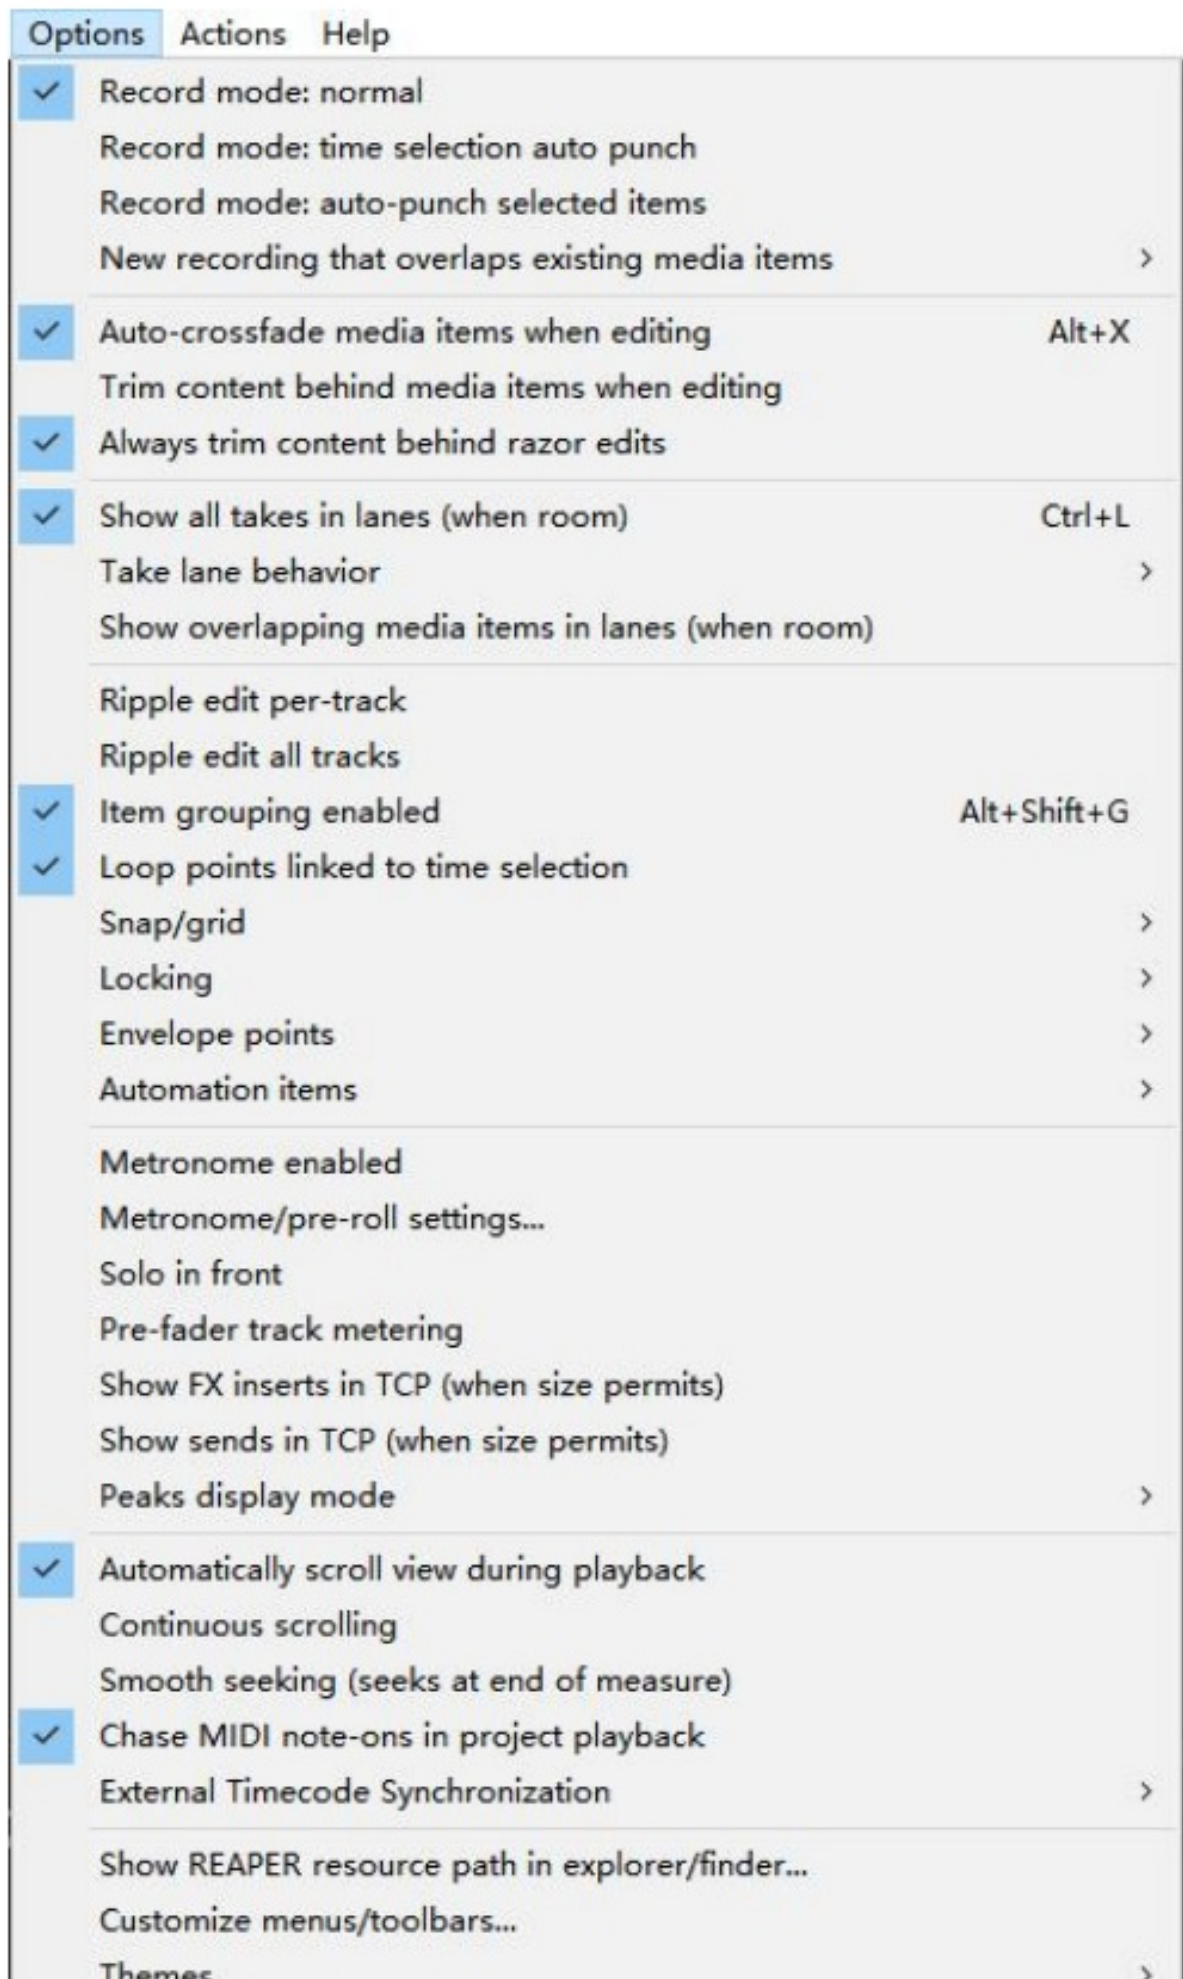 Options Actions Help
Record mode: normal
Record mode: time selection auto punch
Record mode: auto-punch selected items
New recording that overlaps existing media items
Auto-crossfade media items when editing Alt+X
Trim content behind media items when editing
Always trim content behind razor edits
Show all takes in lanes (when room) Ctrl+L
Take lane behavior
Show overlapping media items in lanes (when room)
Ripple edit per-track
Ripple edit all tracks
Item grouping enabled Alt+Shift+G
Loop points linked to time selection
Snap/grid
Locking
Envelope points
Automation items
Metronome enabled
Metronome/pre-roll settings...
Solo in front
Pre-fader track metering
Show FX inserts in TCP (when size permits)
Show sends in TCP (when size permits)
Peaks display mode
Automatically scroll view during playback
Continuous scrolling
Smooth seeking (seeks at end of measure)
Chase MIDI note-ons in project playback
External Timecode Synchronization
Show REAPER resource path in explorer/finder...
Customize menus/toolbars...
Themes